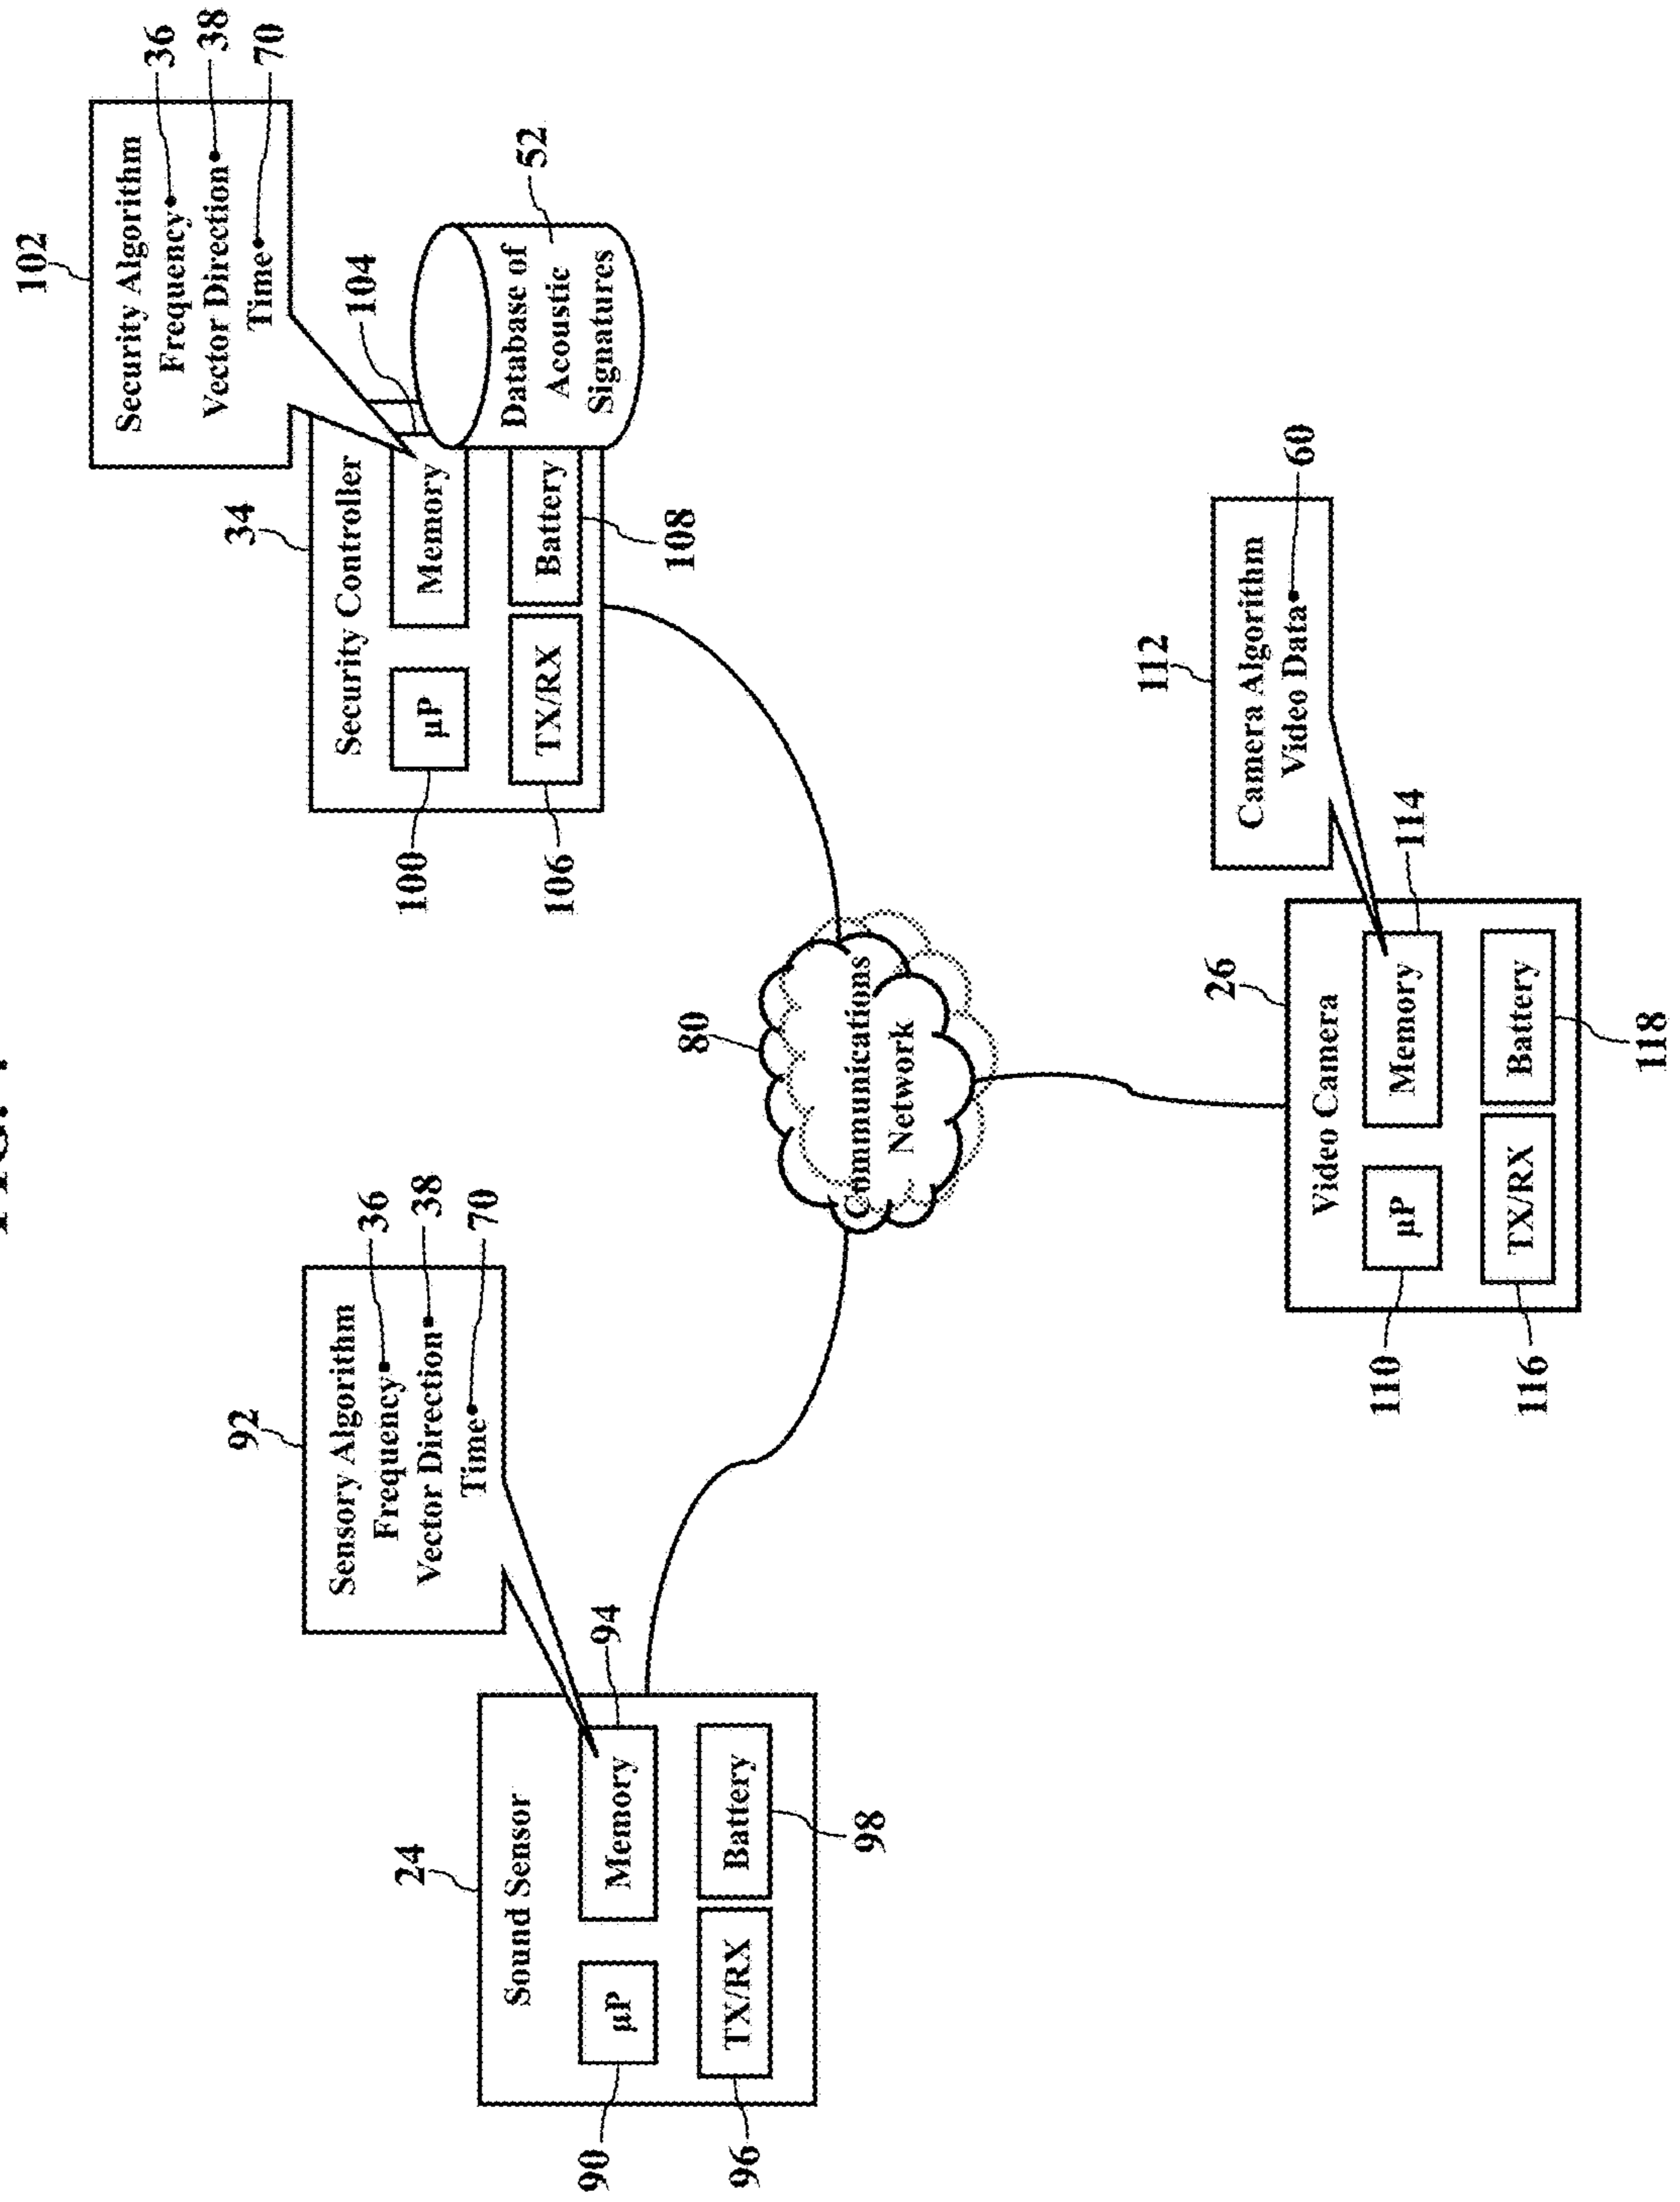 102
Security Algorithm
Frequency
Vector Direction
Time
36
38
70
34
Security Controller
µP
Memory
TX/RX
Battery
100
104
106
108
Database of
Acoustic
Signatures
52
92
Sensory Algorithm
Frequency
Vector Direction
Time
36
38
70
24
Sound Sensor
µP
Memory
TX/RX
Battery
90
94
96
98
80
Communications
Network
112
Camera Algorithm
Video Data
60
26
Video Camera
µP
Memory
TX/RX
Battery
110
114
116
118